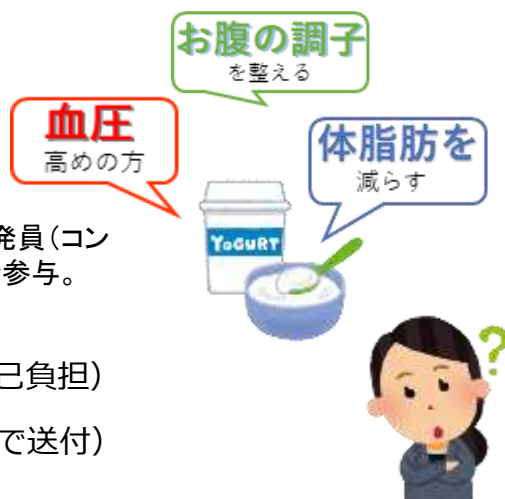 お腹の調子
を整える
血圧
高めの方
体脂肪を
減らす
YOGURT
発員（コン
参与。
己負担）
で送付）
?